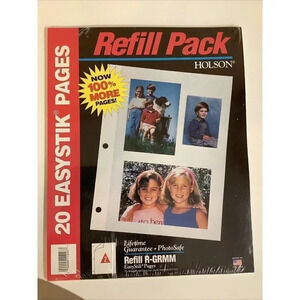 Refill Pack
HOLSON®
20 EASYSTIK® PAGES
NOW
100%
MORE
PAGES!
Lifetime
Guarantee • PhotoSafe
Refill R-GRMM
EasyStik® Pages